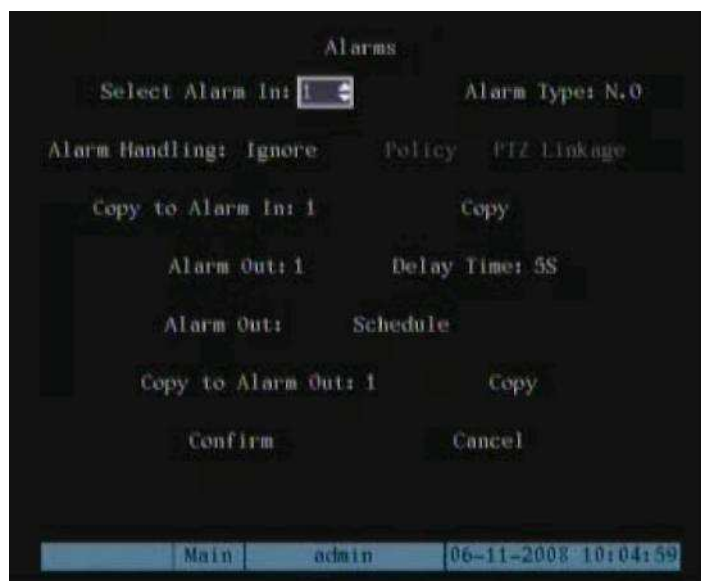 Alarms
Select Alarm In: 1 Alarm Type: N.O
Alarm Handling: Ignore Policy PTZ Linkage
Copy to Alarm In: 1 Copy
Alarm Out: 1 Delay Time: 5S
Alarm Out: Schedule
Copy to Alarm Out: 1 Copy
Confirm Cancel
Main admin 06-11-2008 10:04:59